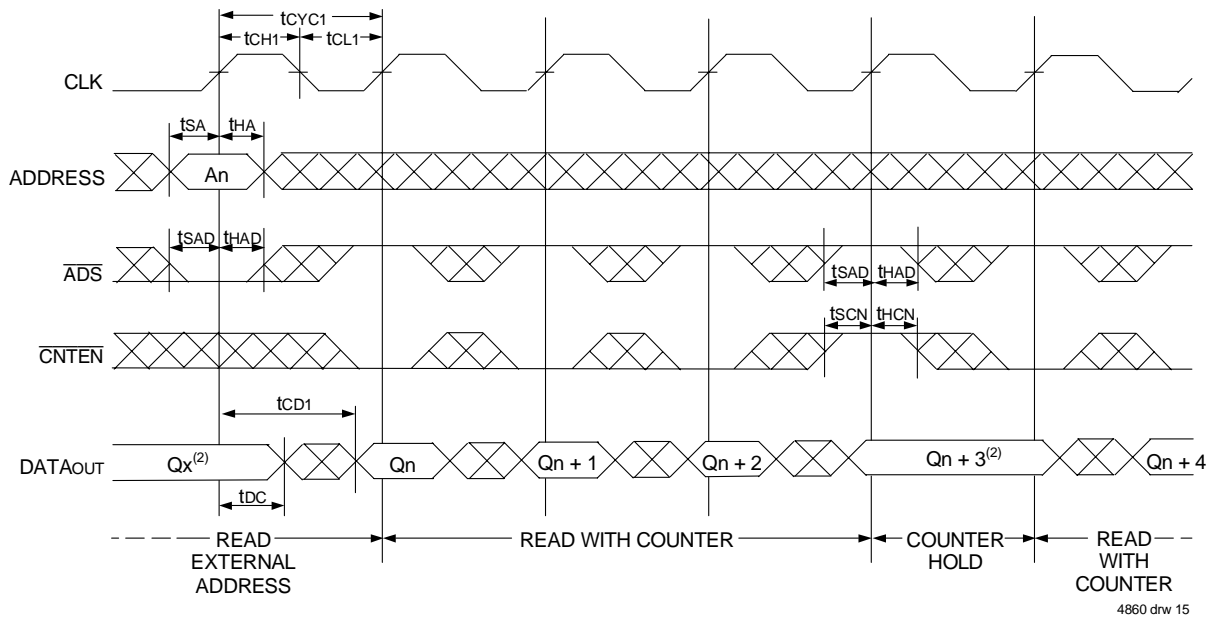 tCYC1
tCH1 tCL1
CLK
tSA tHA
ADDRESS An
tSAD tHAD
ADS
tSAD tHAD
tSCN tHCN
CNTEN
tCD1
DATAOUT Qx(2) Qn Qn + 1 Qn + 2 Qn + 3(2) Qn + 4
tDC
READ READ WITH COUNTER COUNTER READ
EXTERNAL HOLD WITH
ADDRESS COUNTER
4860 drw 15